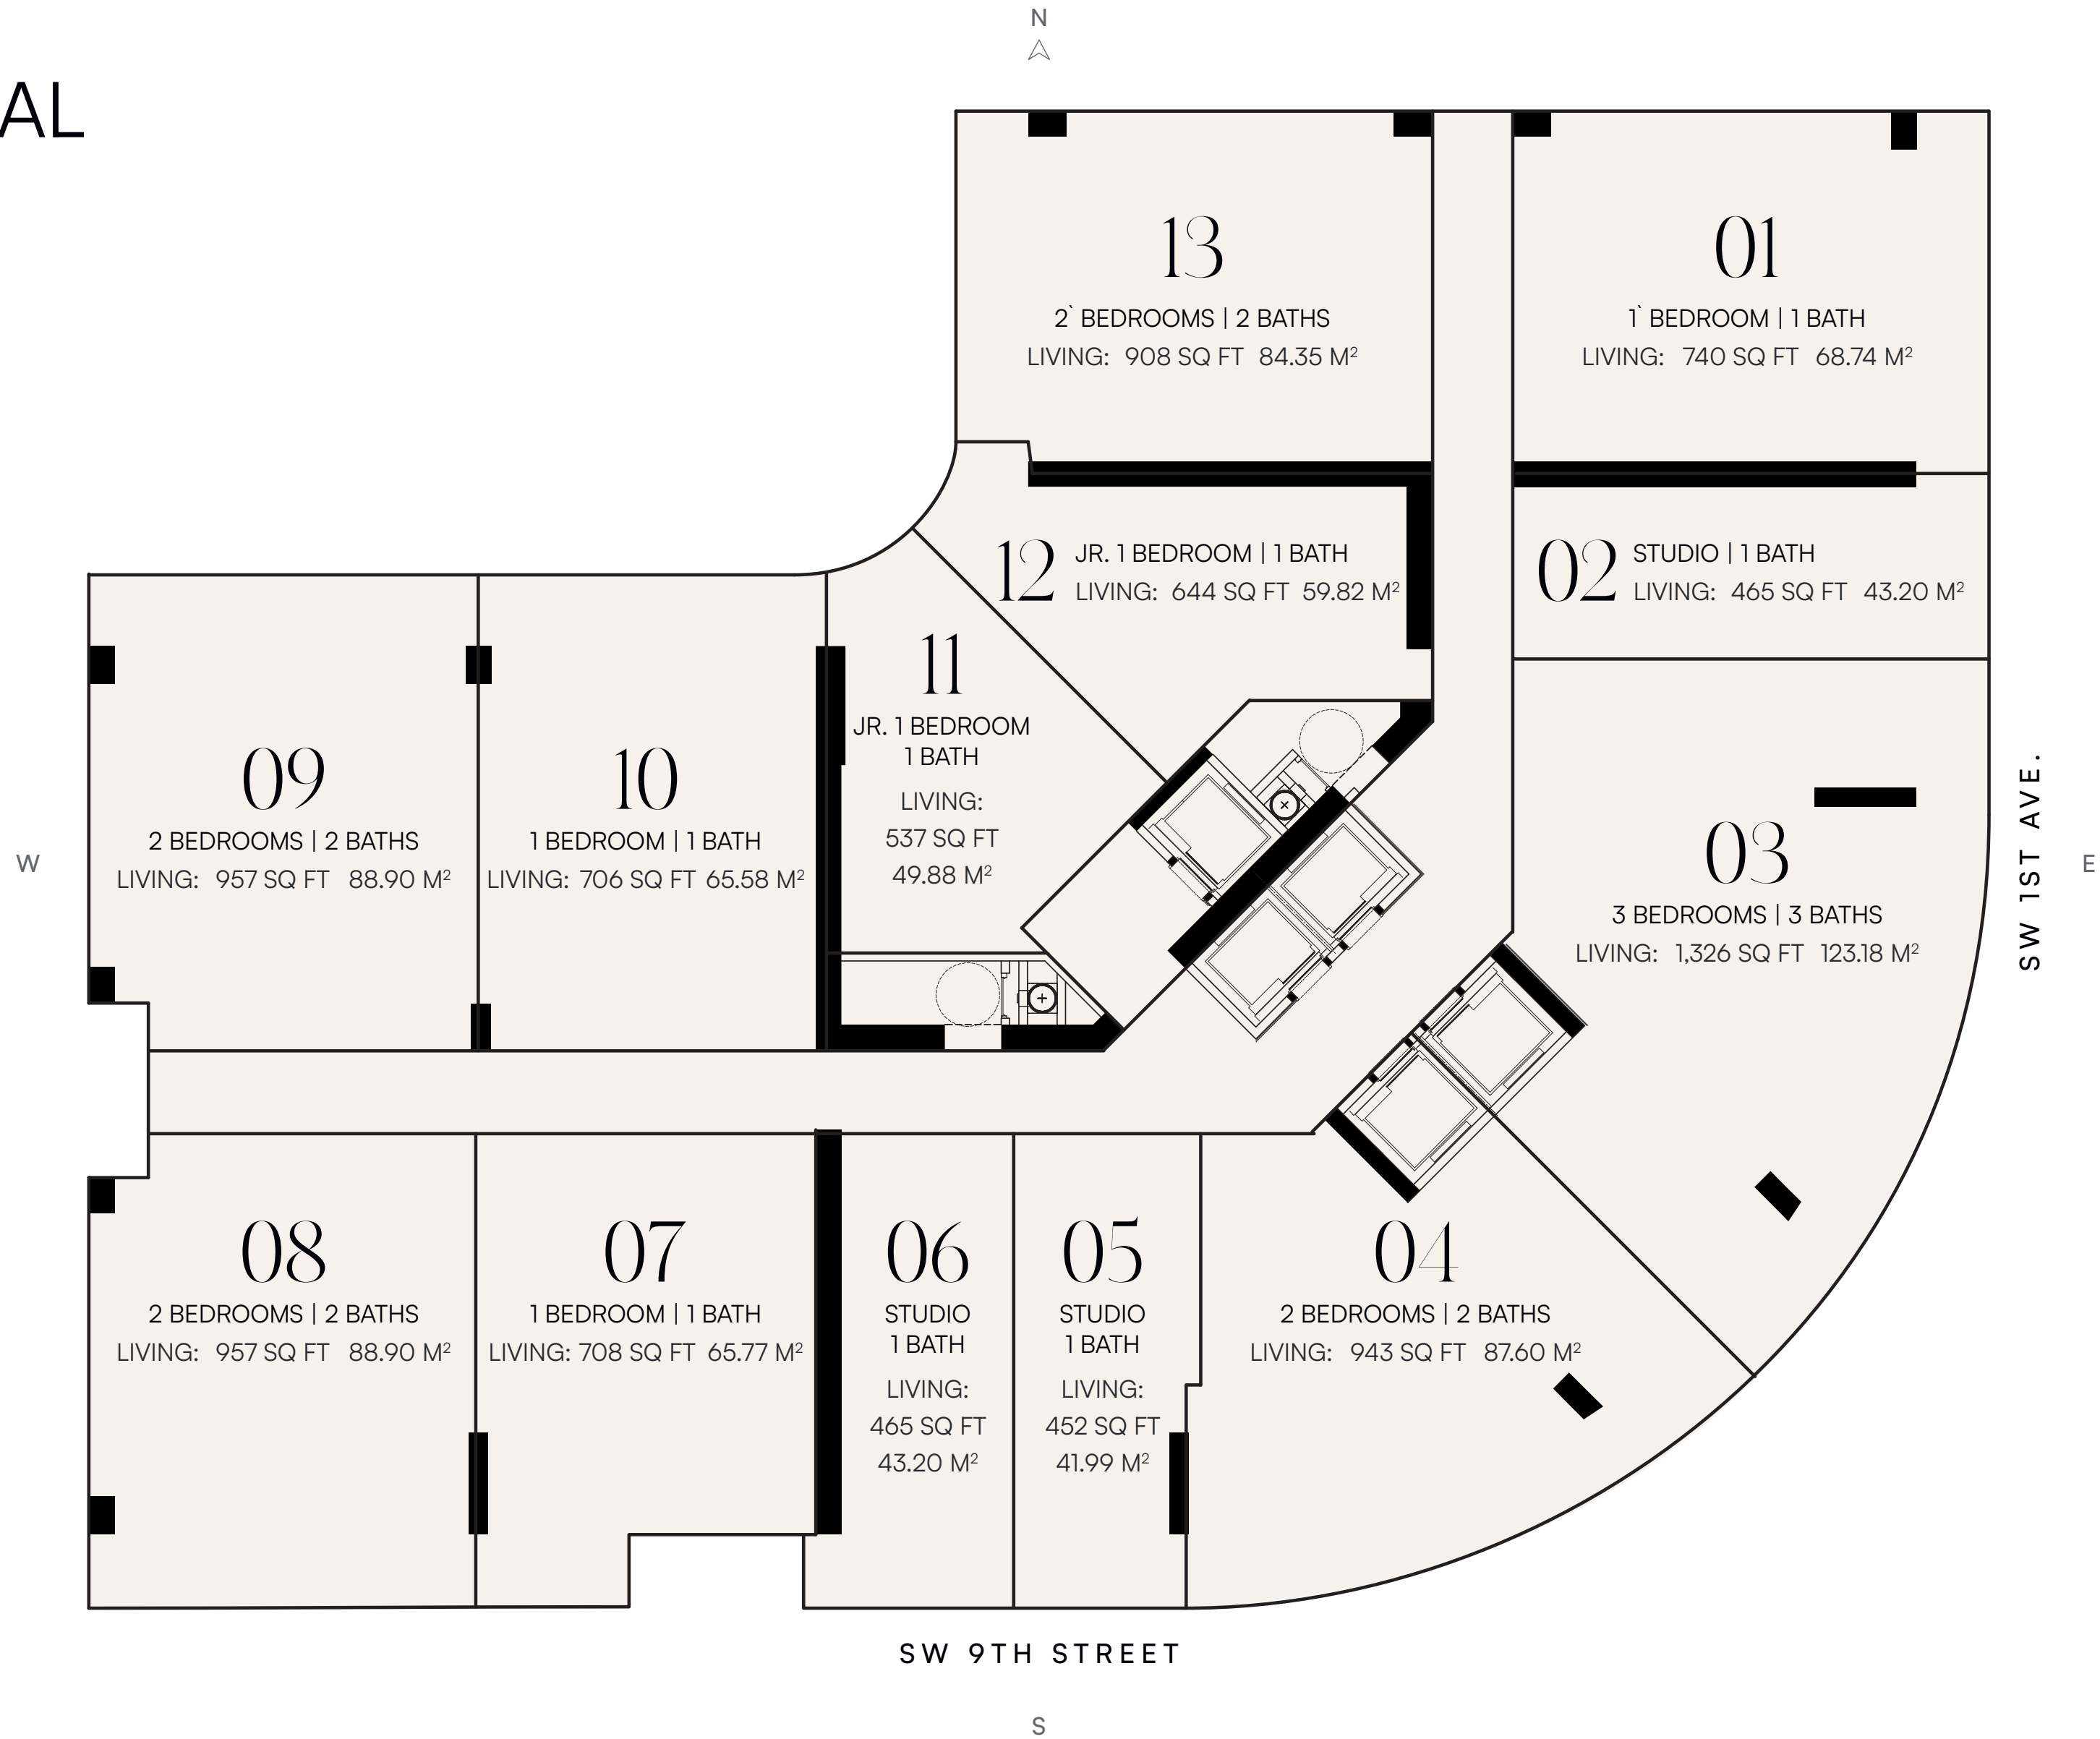 N
AL
13
2` BEDROOMS | 2 BATHS
LIVING: 908 SQ FT 84.35 M²
01
1` BEDROOM | 1 BATH
LIVING: 740 SQ FT 68.74 M²
12
JR. 1 BEDROOM | 1 BATH
LIVING: 644 SQ FT 59.82 M²
02
STUDIO | 1 BATH
LIVING: 465 SQ FT 43.20 M²
11
JR. 1 BEDROOM
1 BATH
LIVING:
537 SQ FT
49.88 M²
09
2 BEDROOMS | 2 BATHS
LIVING: 957 SQ FT 88.90 M²
10
1 BEDROOM | 1 BATH
LIVING: 706 SQ FT 65.58 M²
03
3 BEDROOMS | 3 BATHS
LIVING: 1,326 SQ FT 123.18 M²
W
SW 1ST AVE.
E
08
2 BEDROOMS | 2 BATHS
LIVING: 957 SQ FT 88.90 M²
07
1 BEDROOM | 1 BATH
LIVING: 708 SQ FT 65.77 M²
06
STUDIO
1 BATH
LIVING:
465 SQ FT
43.20 M²
05
STUDIO
1 BATH
LIVING:
452 SQ FT
41.99 M²
04
2 BEDROOMS | 2 BATHS
LIVING: 943 SQ FT 87.60 M²
SW 9TH STREET
S